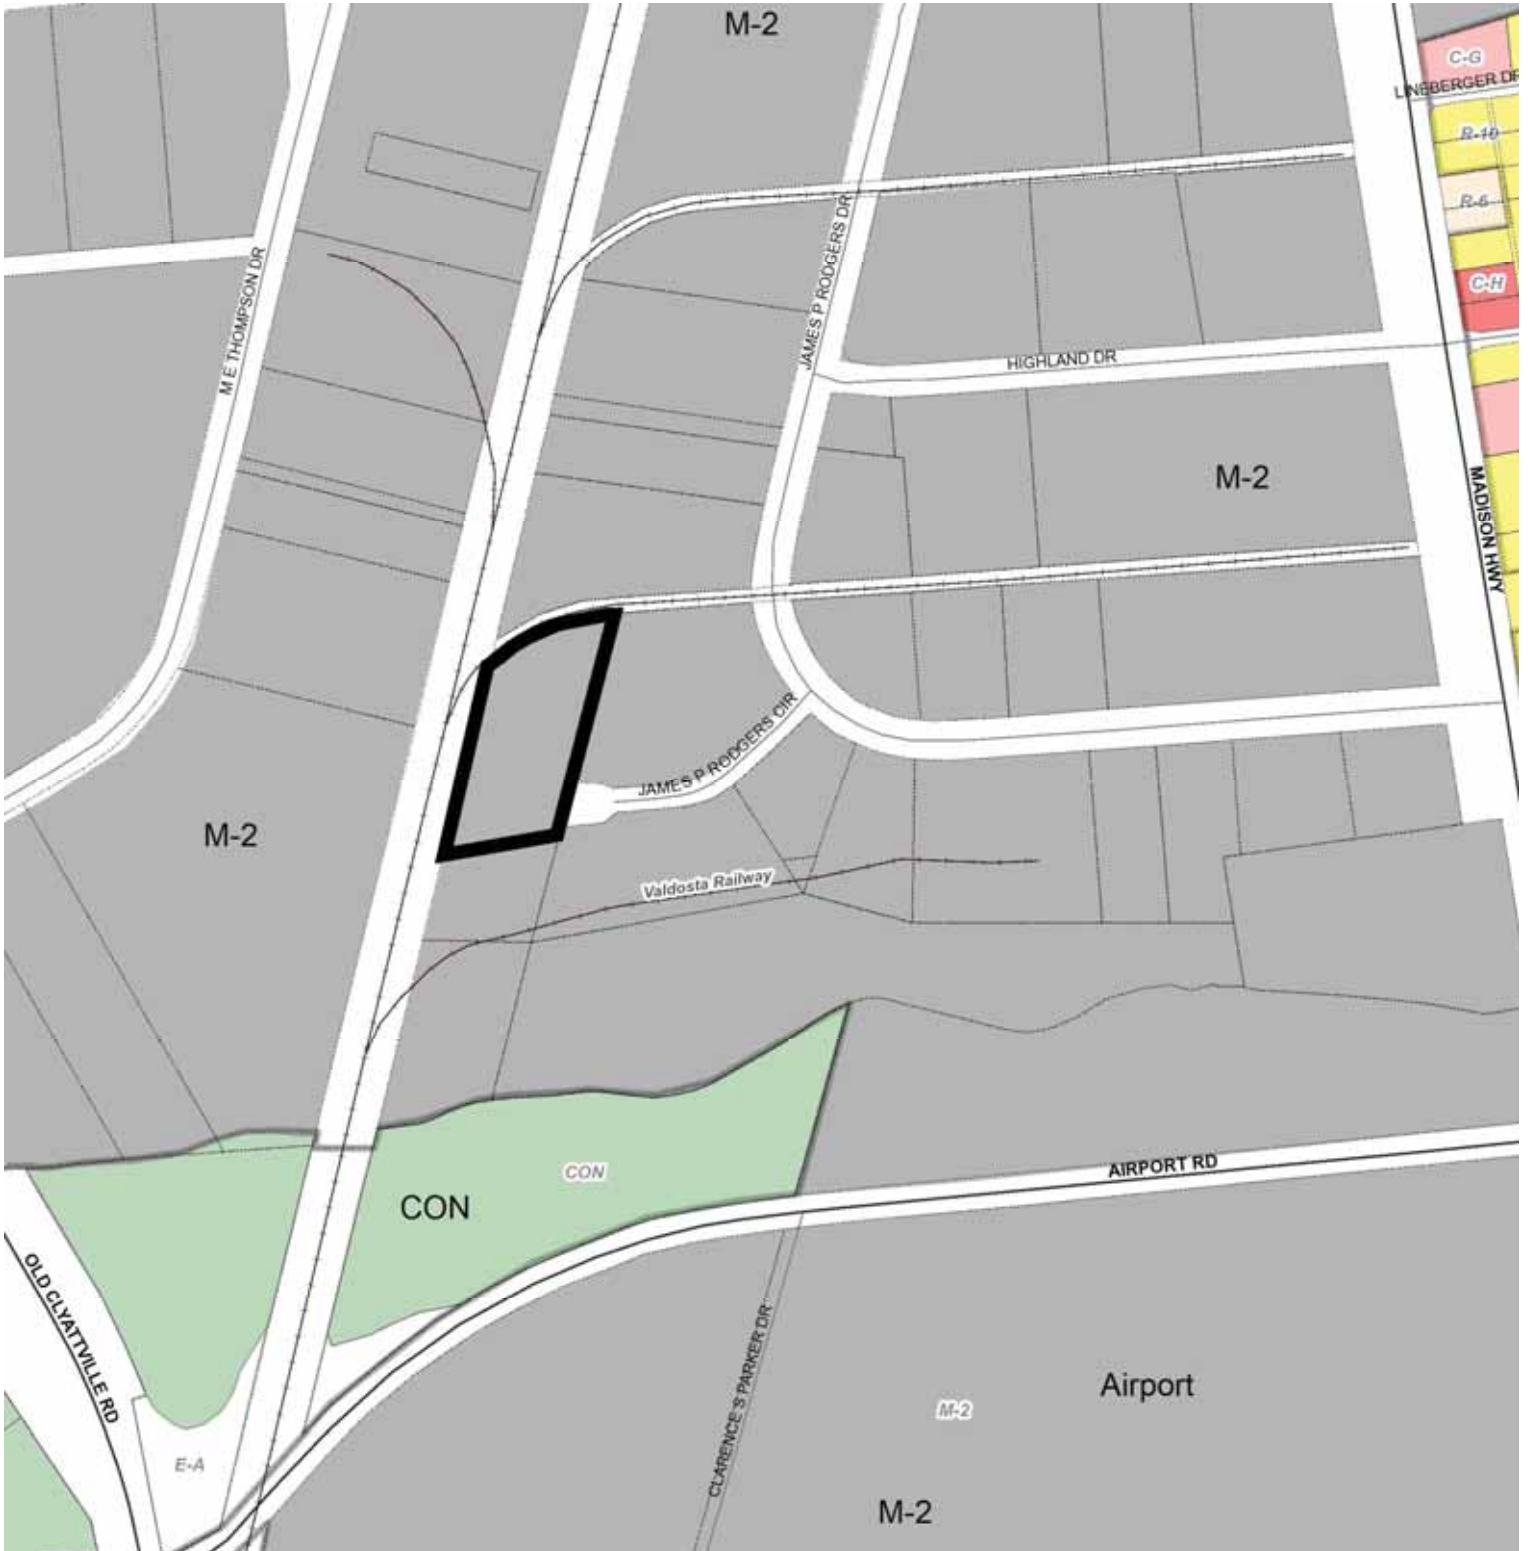 M-2
C-G
LINEBERGER DR
R-10
R-6
C-H
M E THOMPSON DR
JAMES P RODGERS DR
HIGHLAND DR
M-2
MADISON HWY
JAMES P RODGERS CIR
M-2
Valdosta Railway
CON
CON
AIRPORT RD
OLD CLYATTVILLE RD
CLARENCE S PARKER DR
Airport
M-2
E-A
M-2